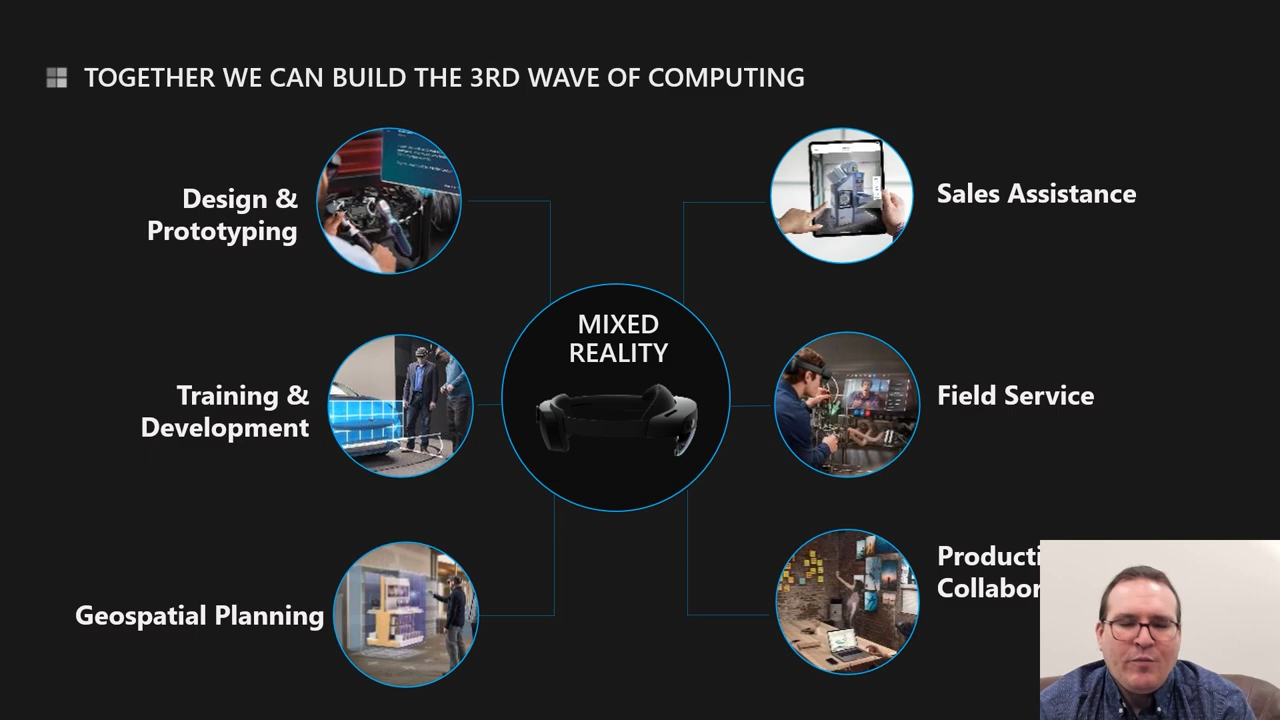 TOGETHER WE CAN BUILD THE 3RD WAVE OF COMPUTING
Design &
Prototyping
Sales Assistance
MIXED
REALITY
Training &
Development
Field Service
Geospatial Planning